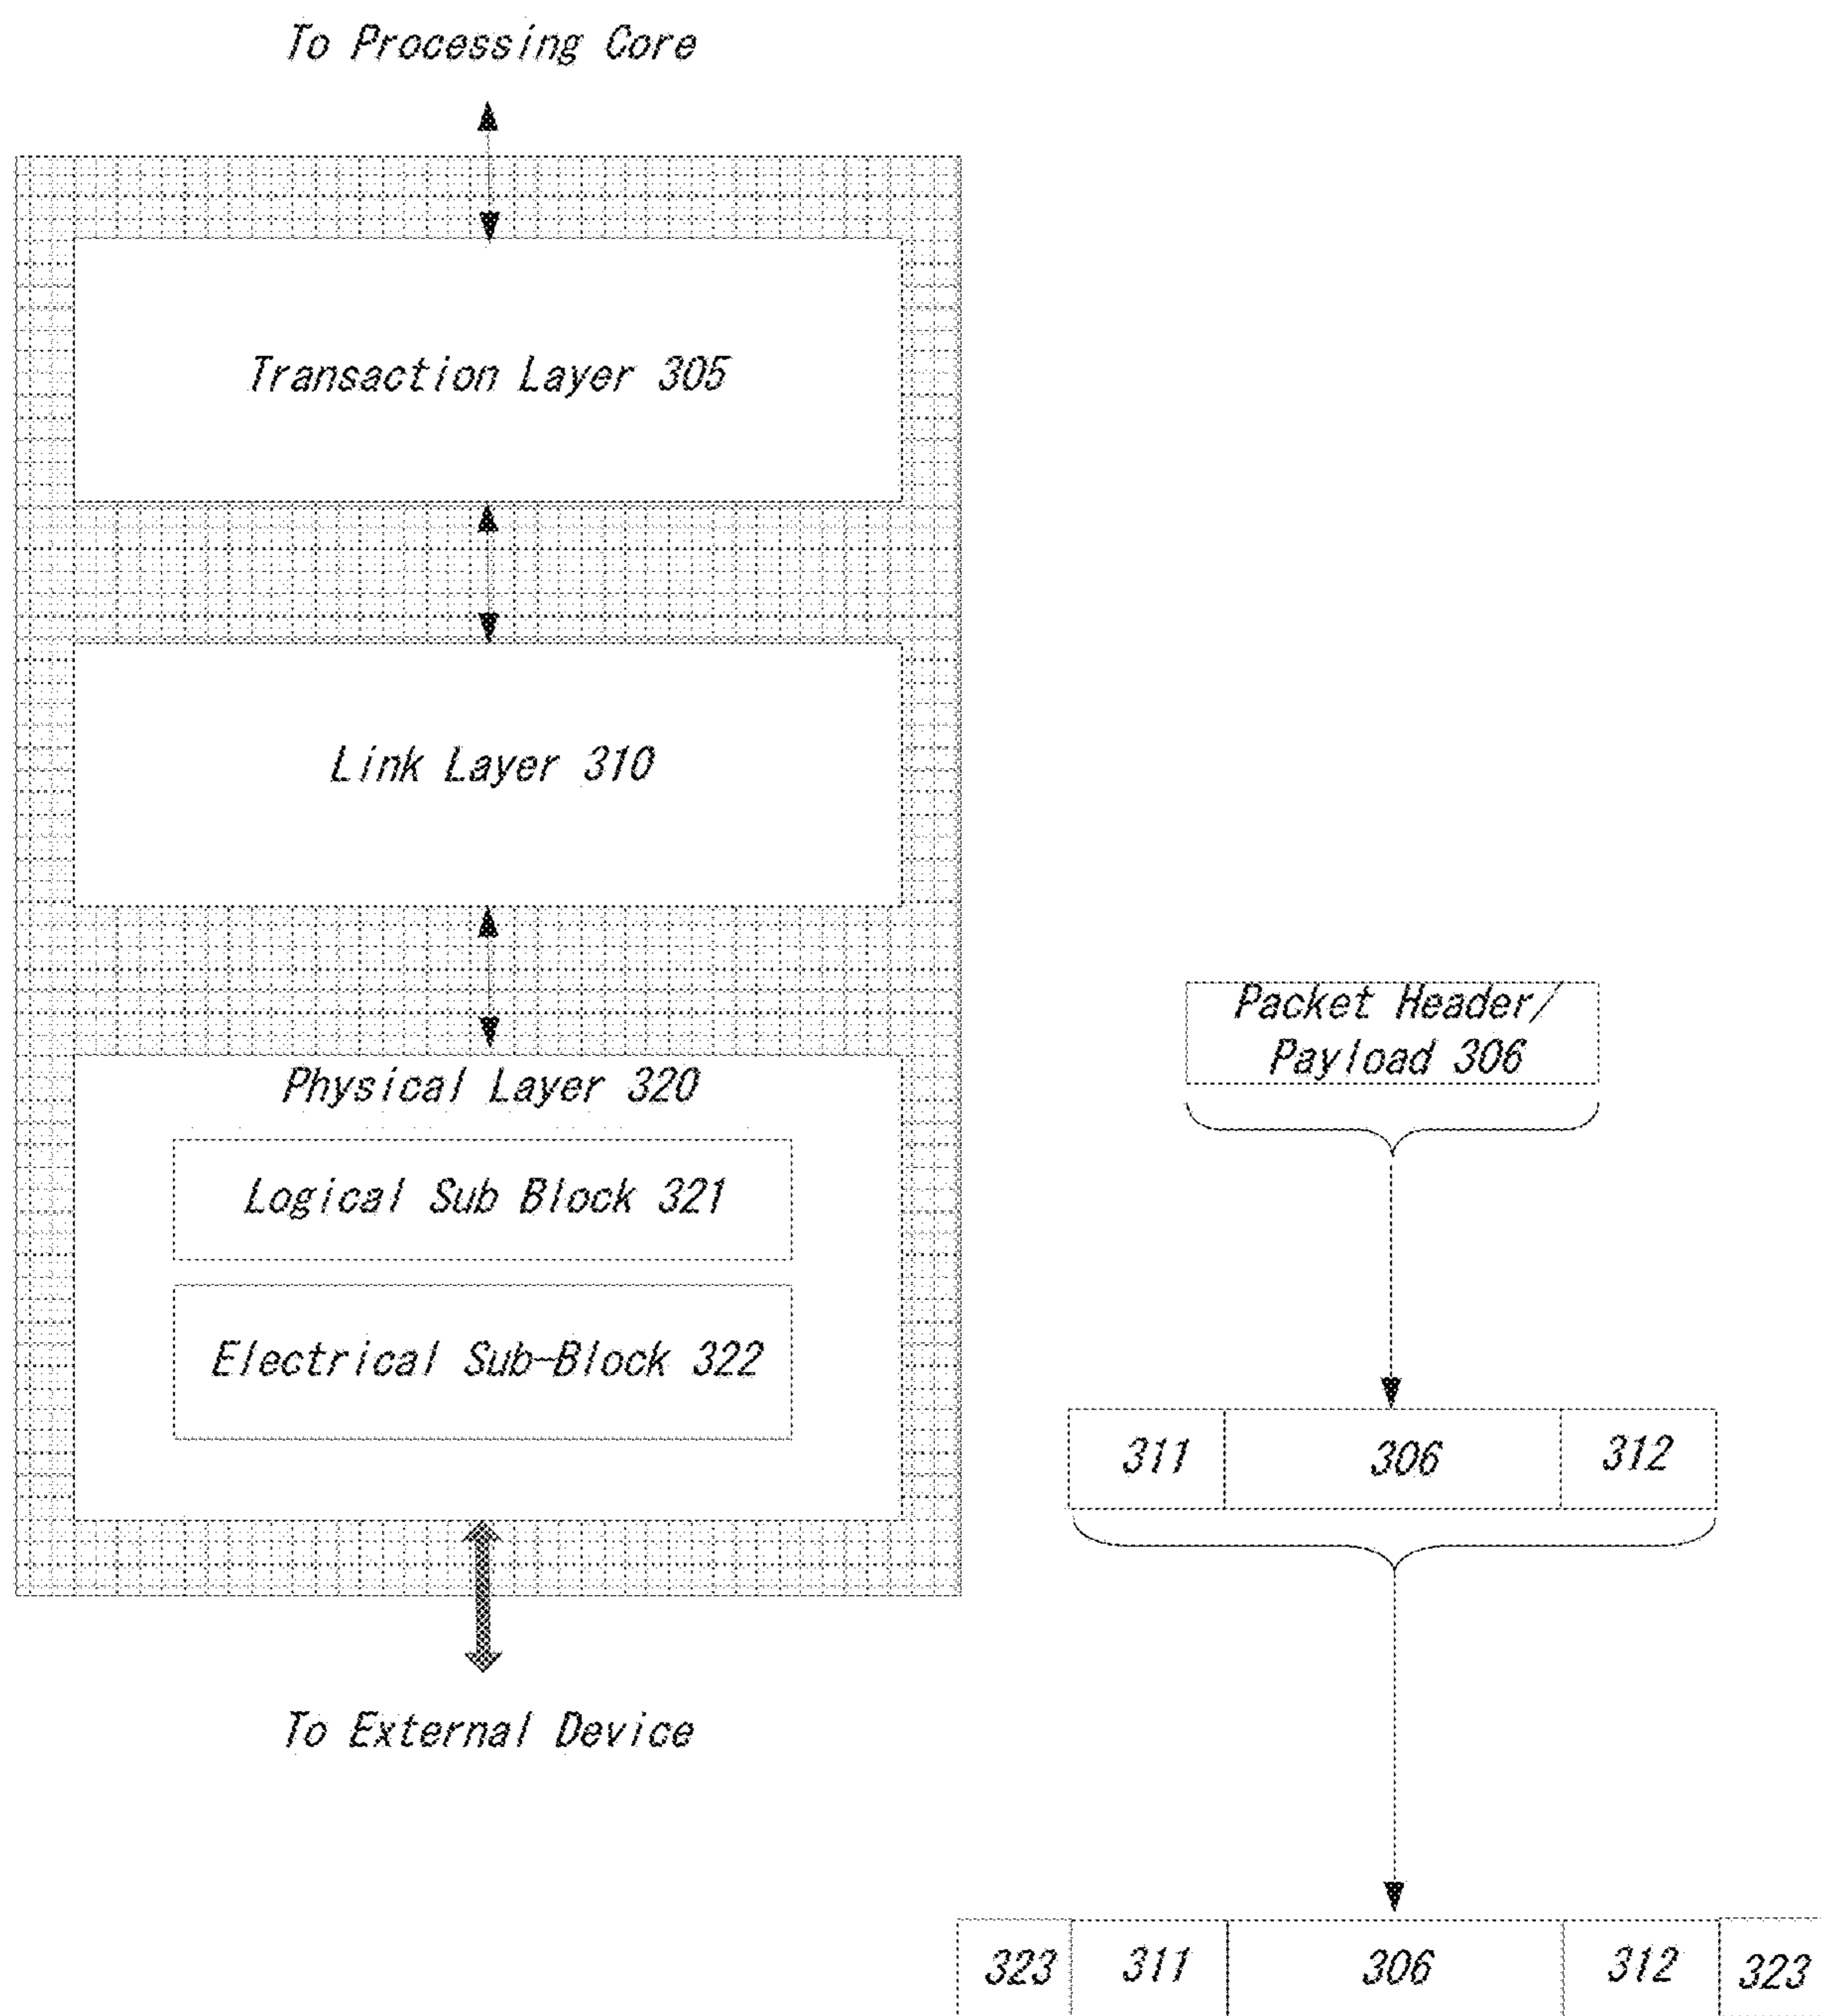 To Processing Core
Transaction Layer 305
Link Layer 310
Physical Layer 320
Logical Sub Block 321
Electrical Sub-Block 322
To External Device
Packet Header/
Payload 306
311 306 312
323 311 306 312 323